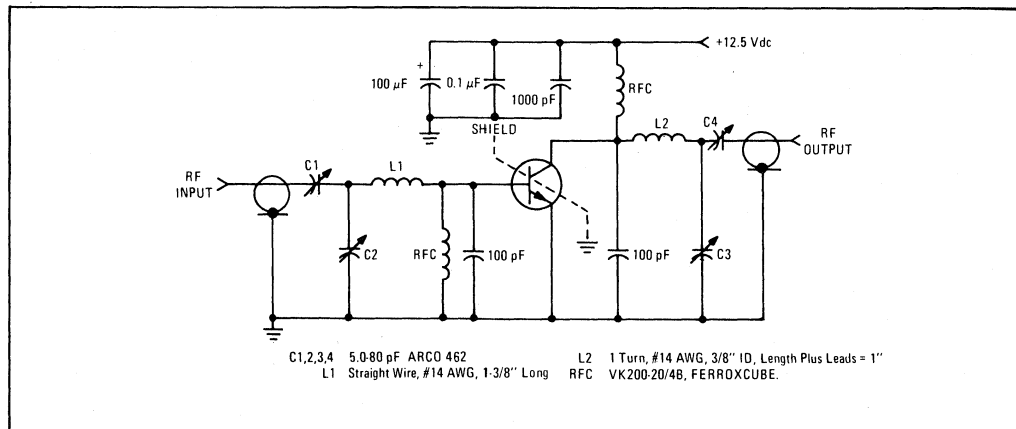 +12.5 Vdc
+
100 µF
0.1 µF
1000 pF
RFC
SHIELD
L2
C4
RF OUTPUT
C1
L1
RF INPUT
C2
RFC
100 pF
100 pF
C3
C1,2,3,4 5.0-80 pF ARCO 462
L1 Straight Wire, #14 AWG, 1-3/8" Long
L2 1 Turn, #14 AWG, 3/8" ID, Length Plus Leads = 1"
RFC VK200-20/4B, FERROXCUBE.